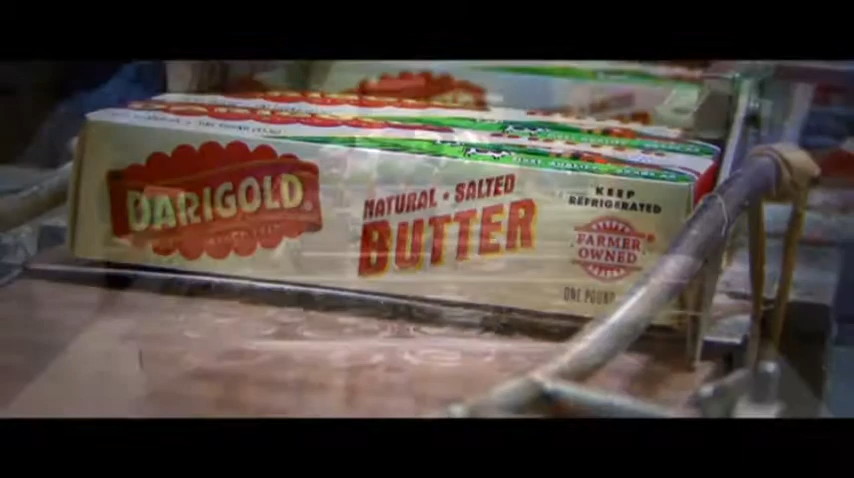 DARIGOLD®
NATURAL • SALTED
BUTTER
KEEP
REFRIGERATED
FARMER
OWNED
ONE POUND